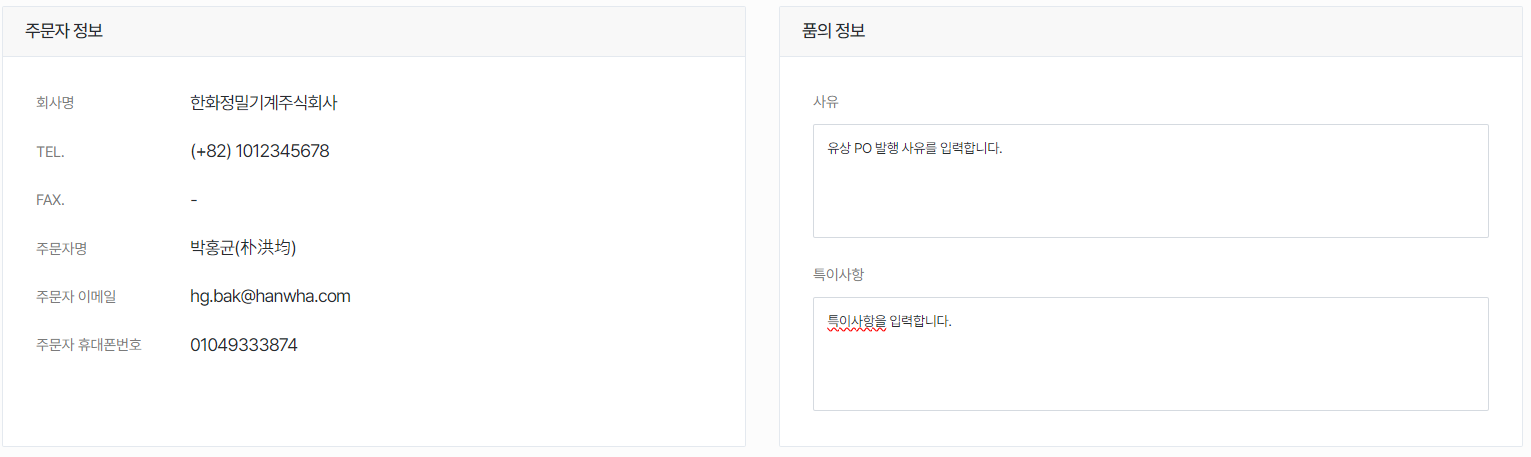 주문자 정보
회사명 한화정밀기계주식회사
TEL. (+82) 1012345678
FAX. -
주문자명 박홍균(朴洪均)
주문자 이메일 hg.bak@hanwha.com
주문자 휴대폰번호 01049333874
품의 정보
사유
유상 PO 발행 사유를 입력합니다.
특이사항
특이사항을 입력합니다.